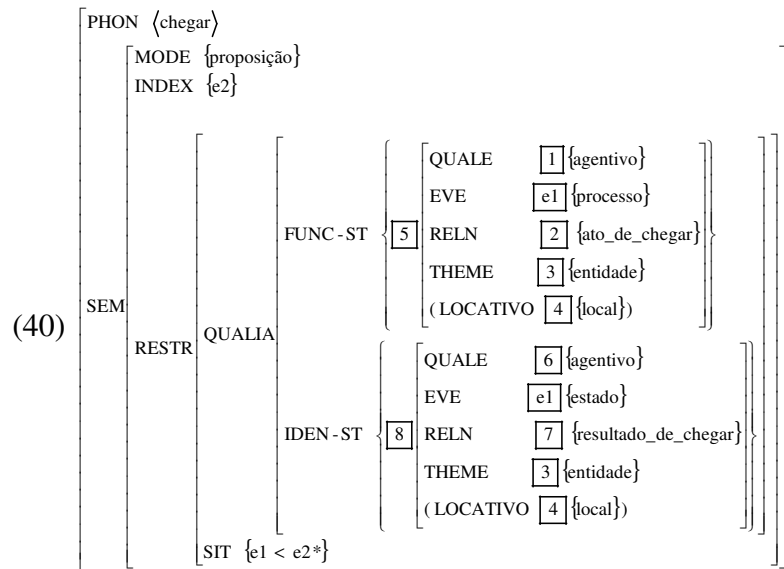 PHON ⟨chegar⟩
MODE {proposição}
INDEX {e2}
QUALE 1 {agentivo}
EVE e1 {processo}
FUNC-ST { 5 RELN 2 {ato_de_chegar} }
THEME 3 {entidade}
( LOCATIVO 4 {local})
(40) SEM
RESTR QUALIA
QUALE 6 {agentivo}
EVE e1 {estado}
IDEN-ST { 8 RELN 7 {resultado_de_chegar} }
THEME 3 {entidade}
( LOCATIVO 4 {local})
SIT {e1 < e2*}